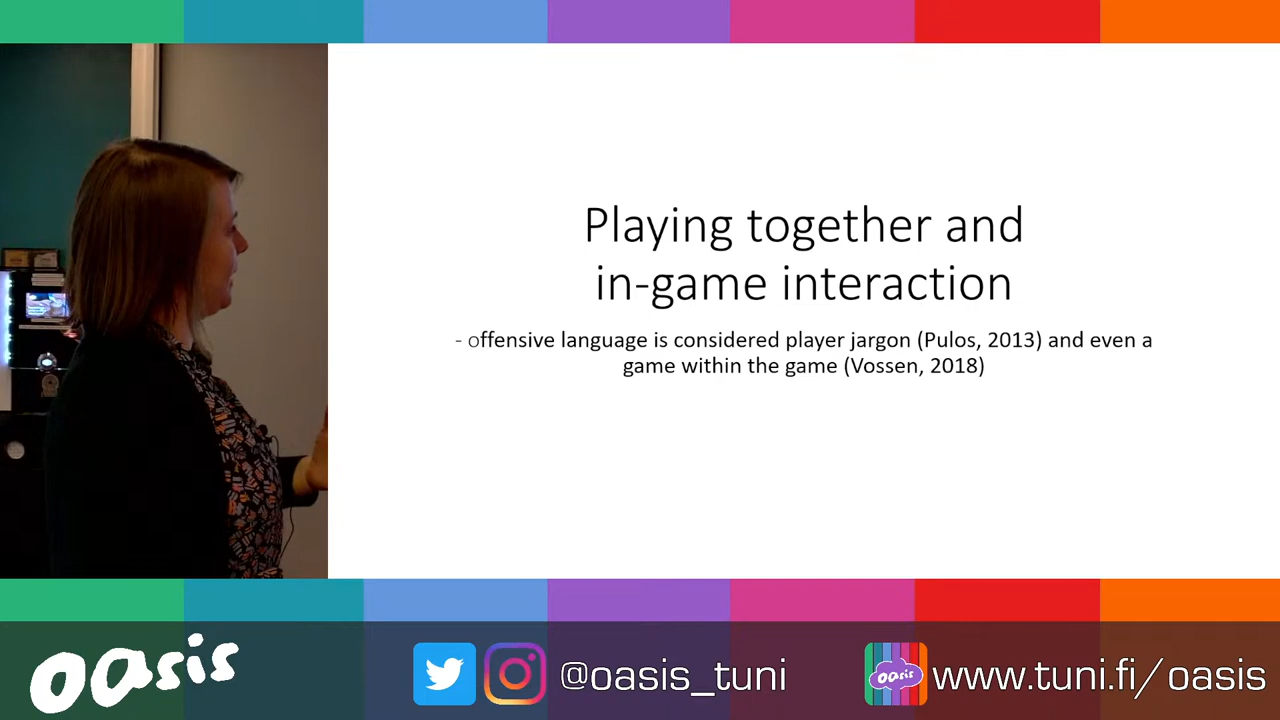 Playing together and
in-game interaction
- offensive language is considered player jargon (Pulos, 2013) and even a
game within the game (Vossen, 2018)
oasis
@oasis_tuni
oasis
www.tuni.fi/oasis